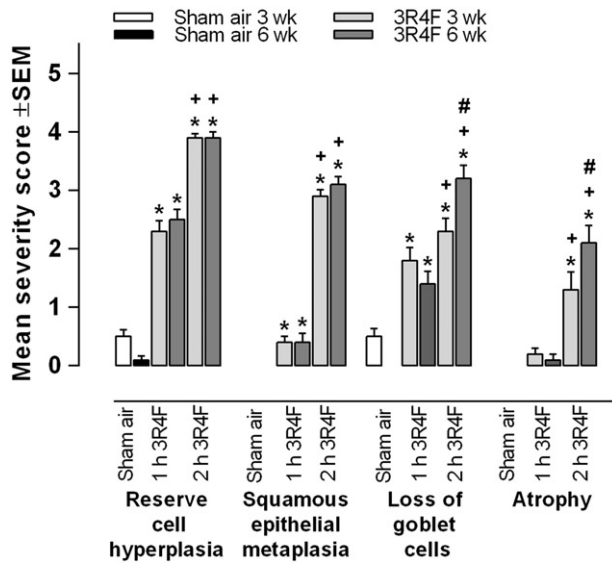 Sham air 3 wk 3R4F 3 wk
Sham air 6 wk 3R4F 6 wk
Mean severity score ±SEM
5
4
3
2
1
0
+ +
* *
* *
+ +
* *
* *
#
+
*
+
*
*
*
#
+
*
+
*
Sham air
1 h 3R4F
2 h 3R4F
Sham air
1 h 3R4F
2 h 3R4F
Sham air
1 h 3R4F
2 h 3R4F
Sham air
1 h 3R4F
2 h 3R4F
Reserve
cell
hyperplasia
Squamous
epithelial
metaplasia
Loss of
goblet
cells
Atrophy